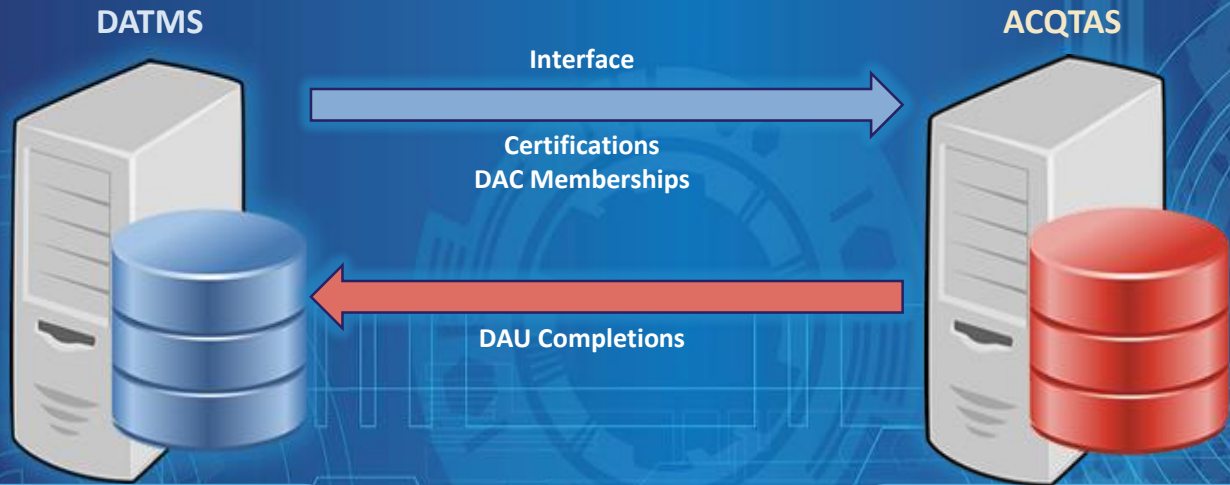 DATMS
ACQTAS
Interface
Certifications
DAC Memberships
DAU Completions